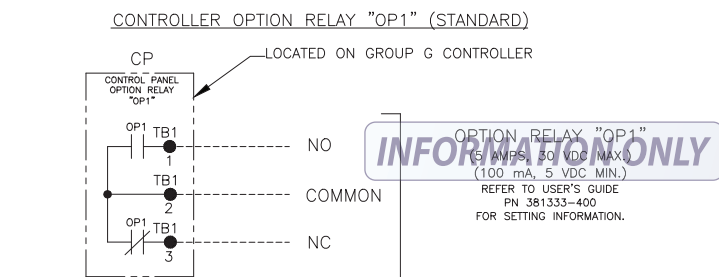 CONTROLLER OPTION RELAY "OP1" (STANDARD)
LOCATED ON GROUP G CONTROLLER
CP
CONTROL PANEL
OPTION RELAY
"OP1"
OP1
TB1
1
NO
TB1
2
COMMON
OP1
TB1
3
NC
OPTION RELAY "OP1"
(5 AMPS, 30 VDC MAX.)
(100 mA, 5 VDC MIN.)
REFER TO USER'S GUIDE
PN 381333-400
FOR SETTING INFORMATION.
INFORMATION ONLY